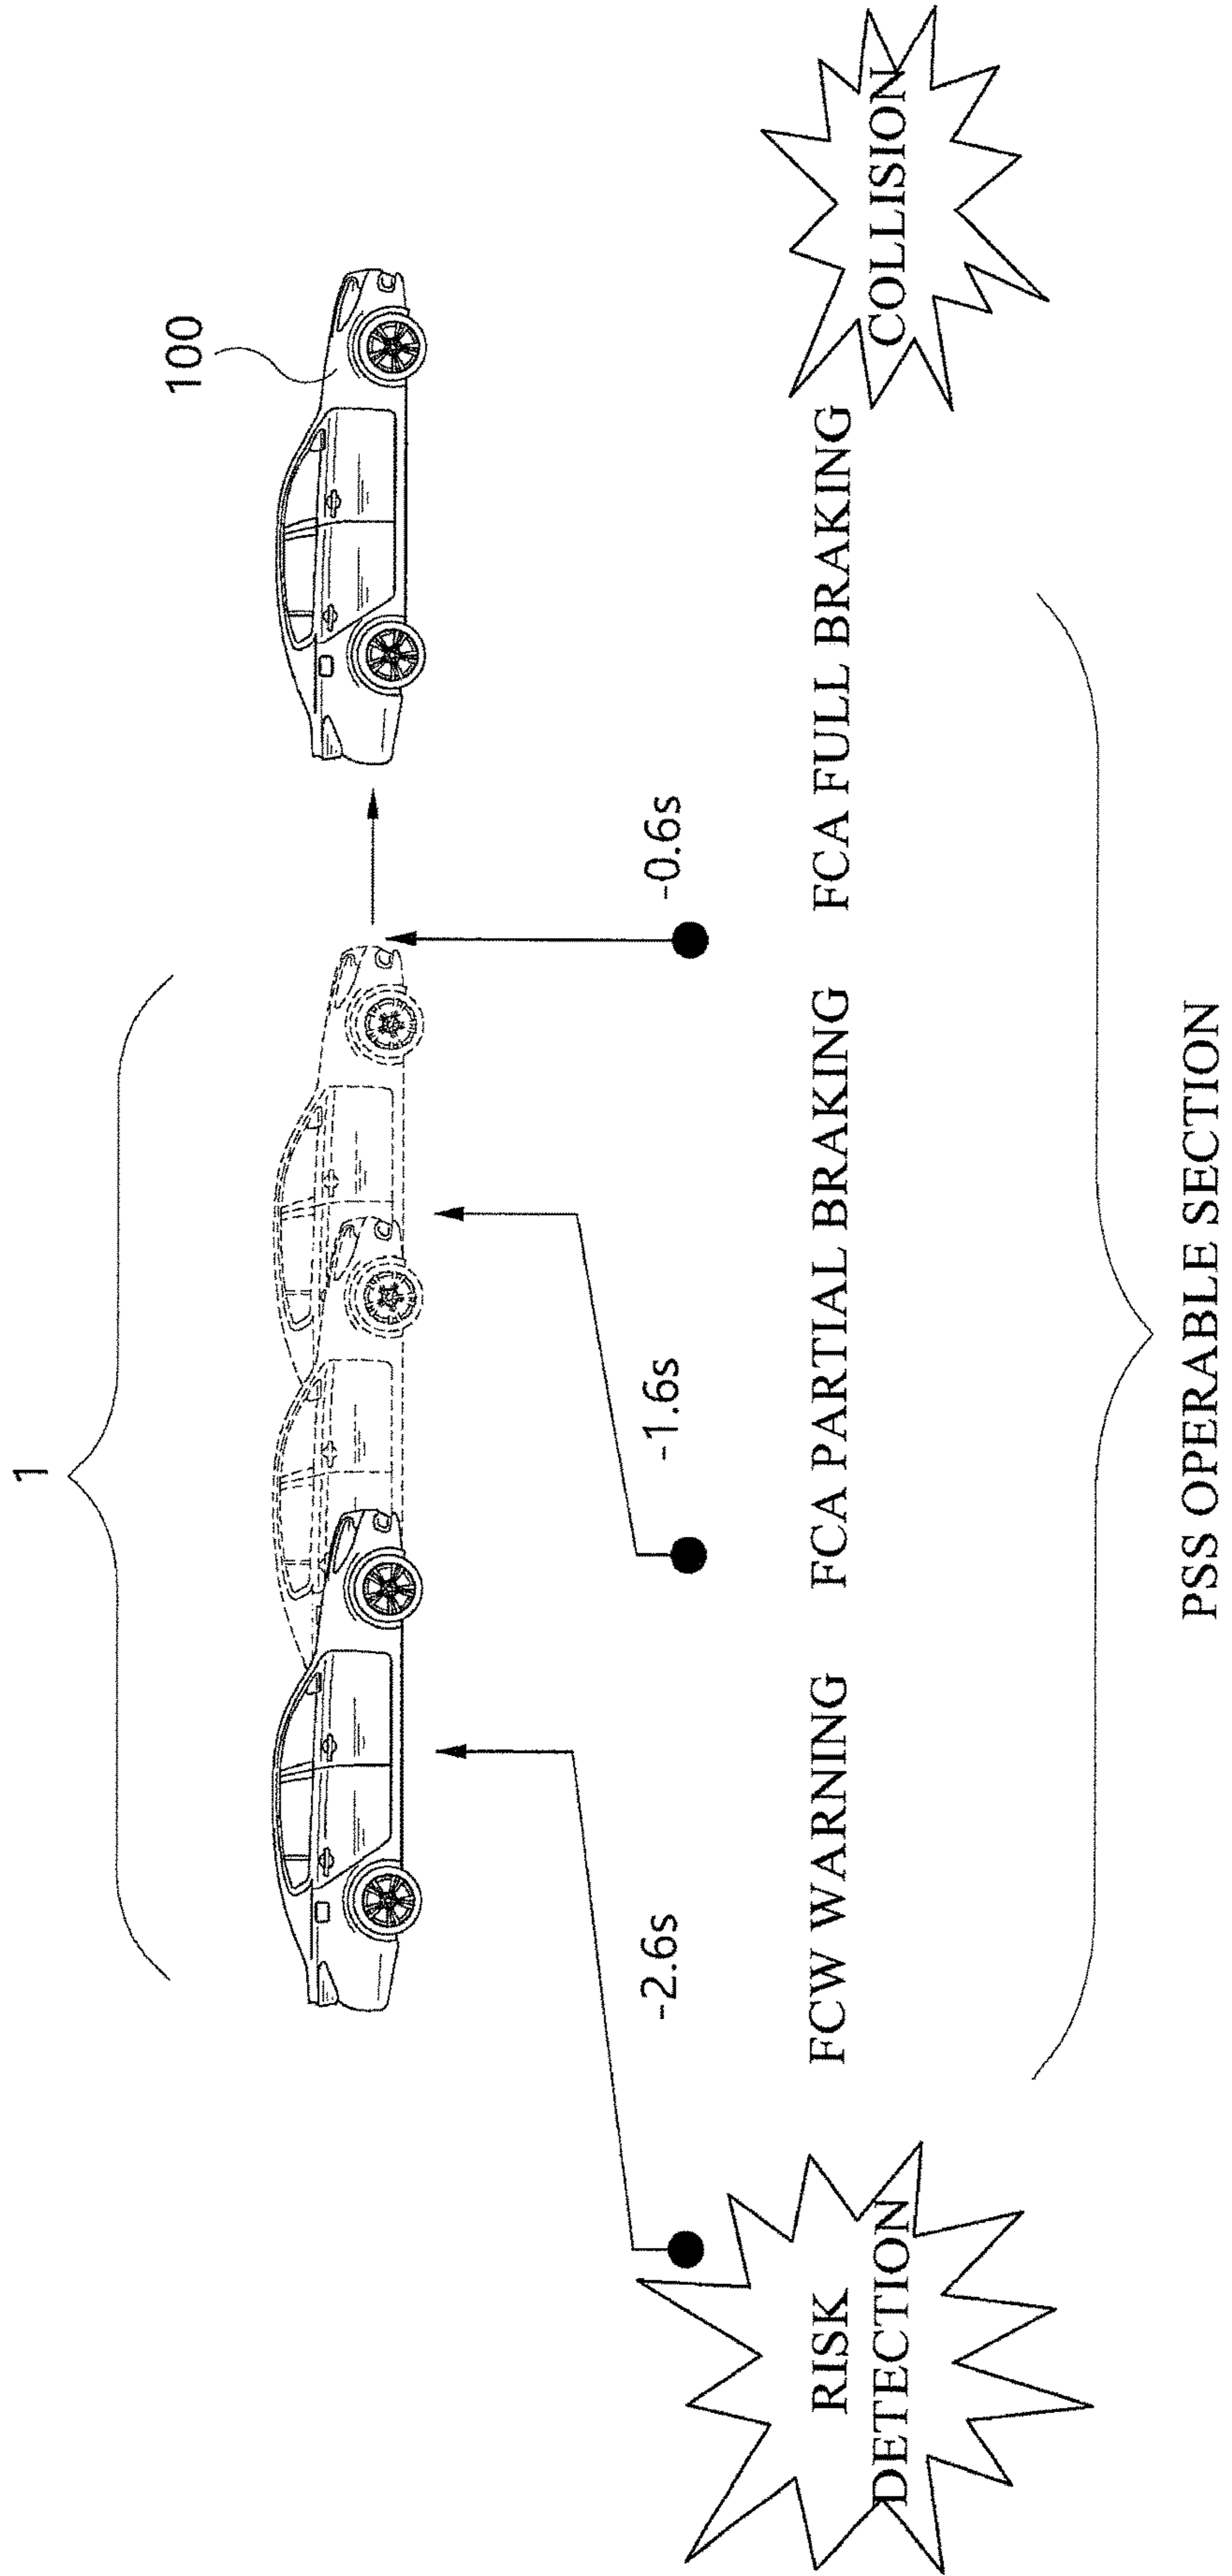 1
100
-2.6s
-1.6s
-0.6s
RISK
DETECTION
FCW WARNING
FCA PARTIAL BRAKING
FCA FULL BRAKING
COLLISION
PSS OPERABLE SECTION